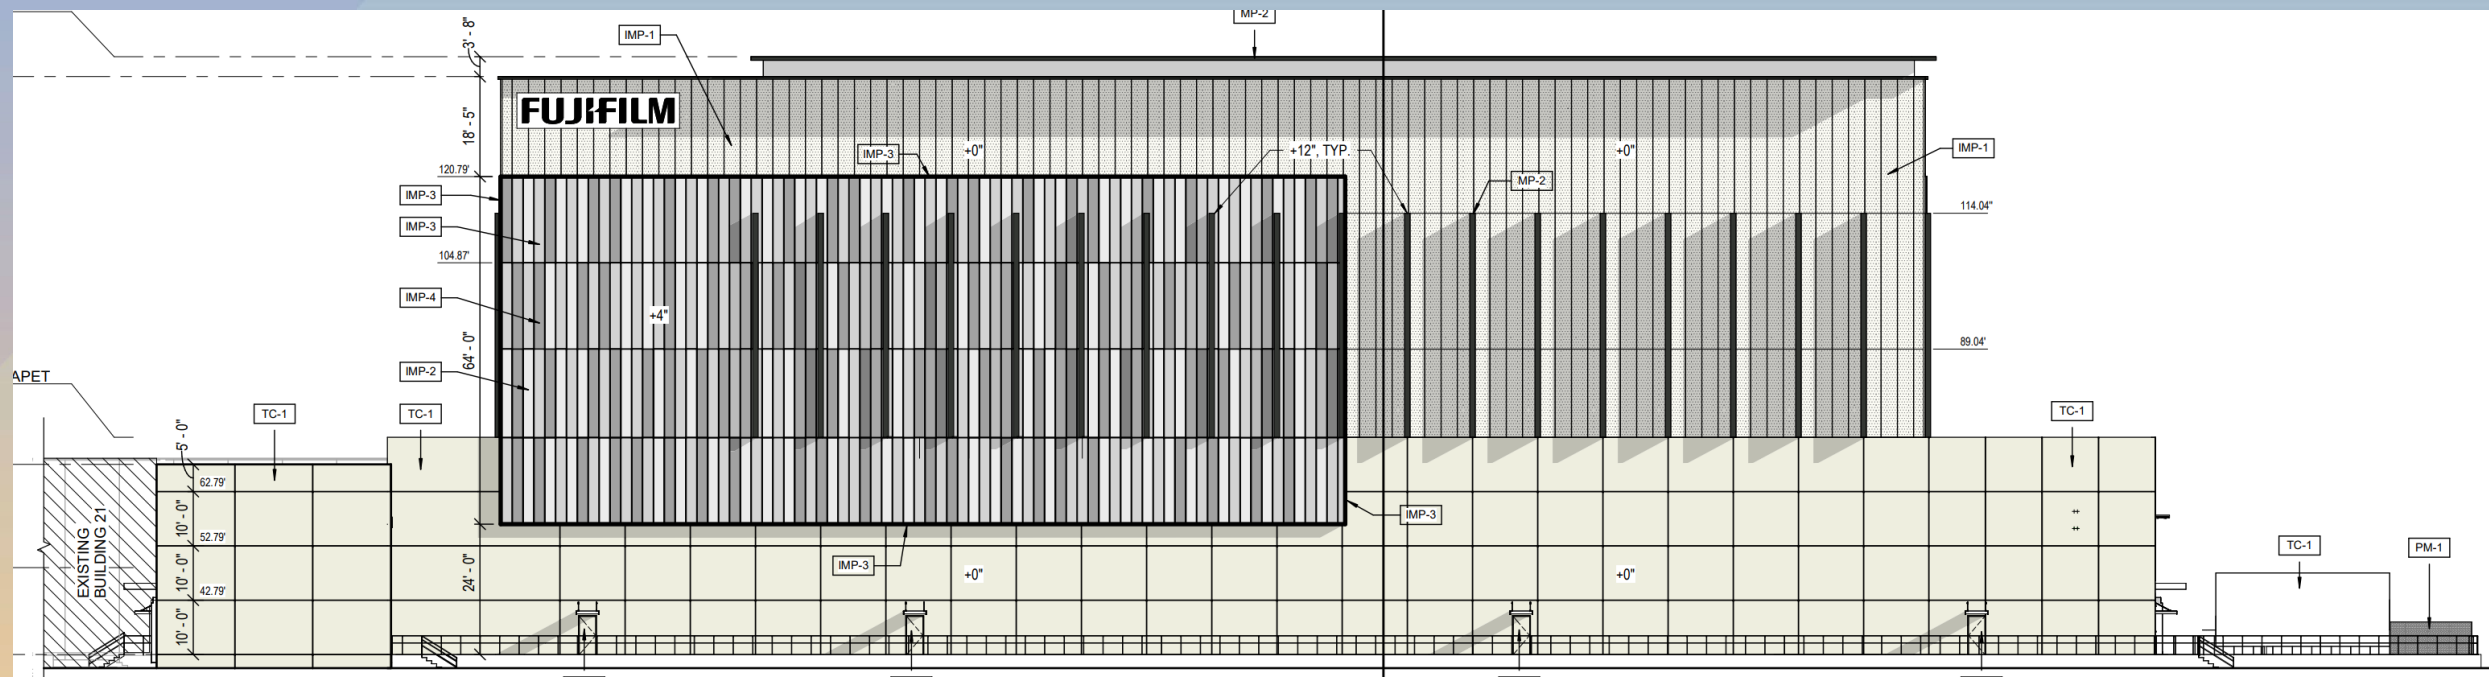 MP-2
3' - 8"
IMP-1
FUJIFILM
18' - 5"
+0"
+12", TYP.
+0"
IMP-1
IMP-3
120.79'
MP-2
IMP-3
114.04"
IMP-3
104.87'
IMP-4
+4"
64' - 0"
89.04'
IMP-2
APET
TC-1
TC-1
TC-1
5' - 0"
62.79'
EXISTING
BUILDING 21
10' - 0"
IMP-3
52.79'
TC-1
PM-1
IMP-3
+0"
+0"
24' - 0"
10' - 0"
42.79'
10' - 0"